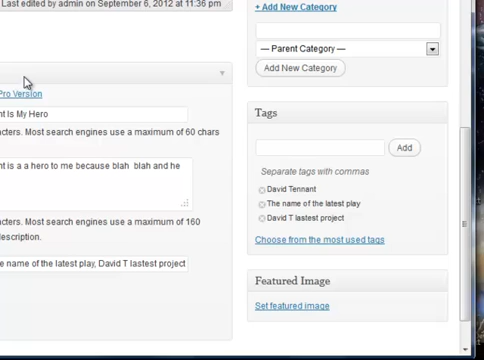 Last edited by admin on September 6, 2012 at 11:36 pm
Pro Version
nt is My Hero
acters. Most search engines use a maximum of 60 chars
nt is a a hero to me because blah blah and he
acters. Most search engines use a maximum of 160
description.
e name of the latest play, David T lastest project
+ Add New Category
— Parent Category —
Add New Category
Tags
Add
Separate tags with commas
David Tennant
The name of the latest play
David T lastest project
Choose from the most used tags
Featured Image
Set featured image